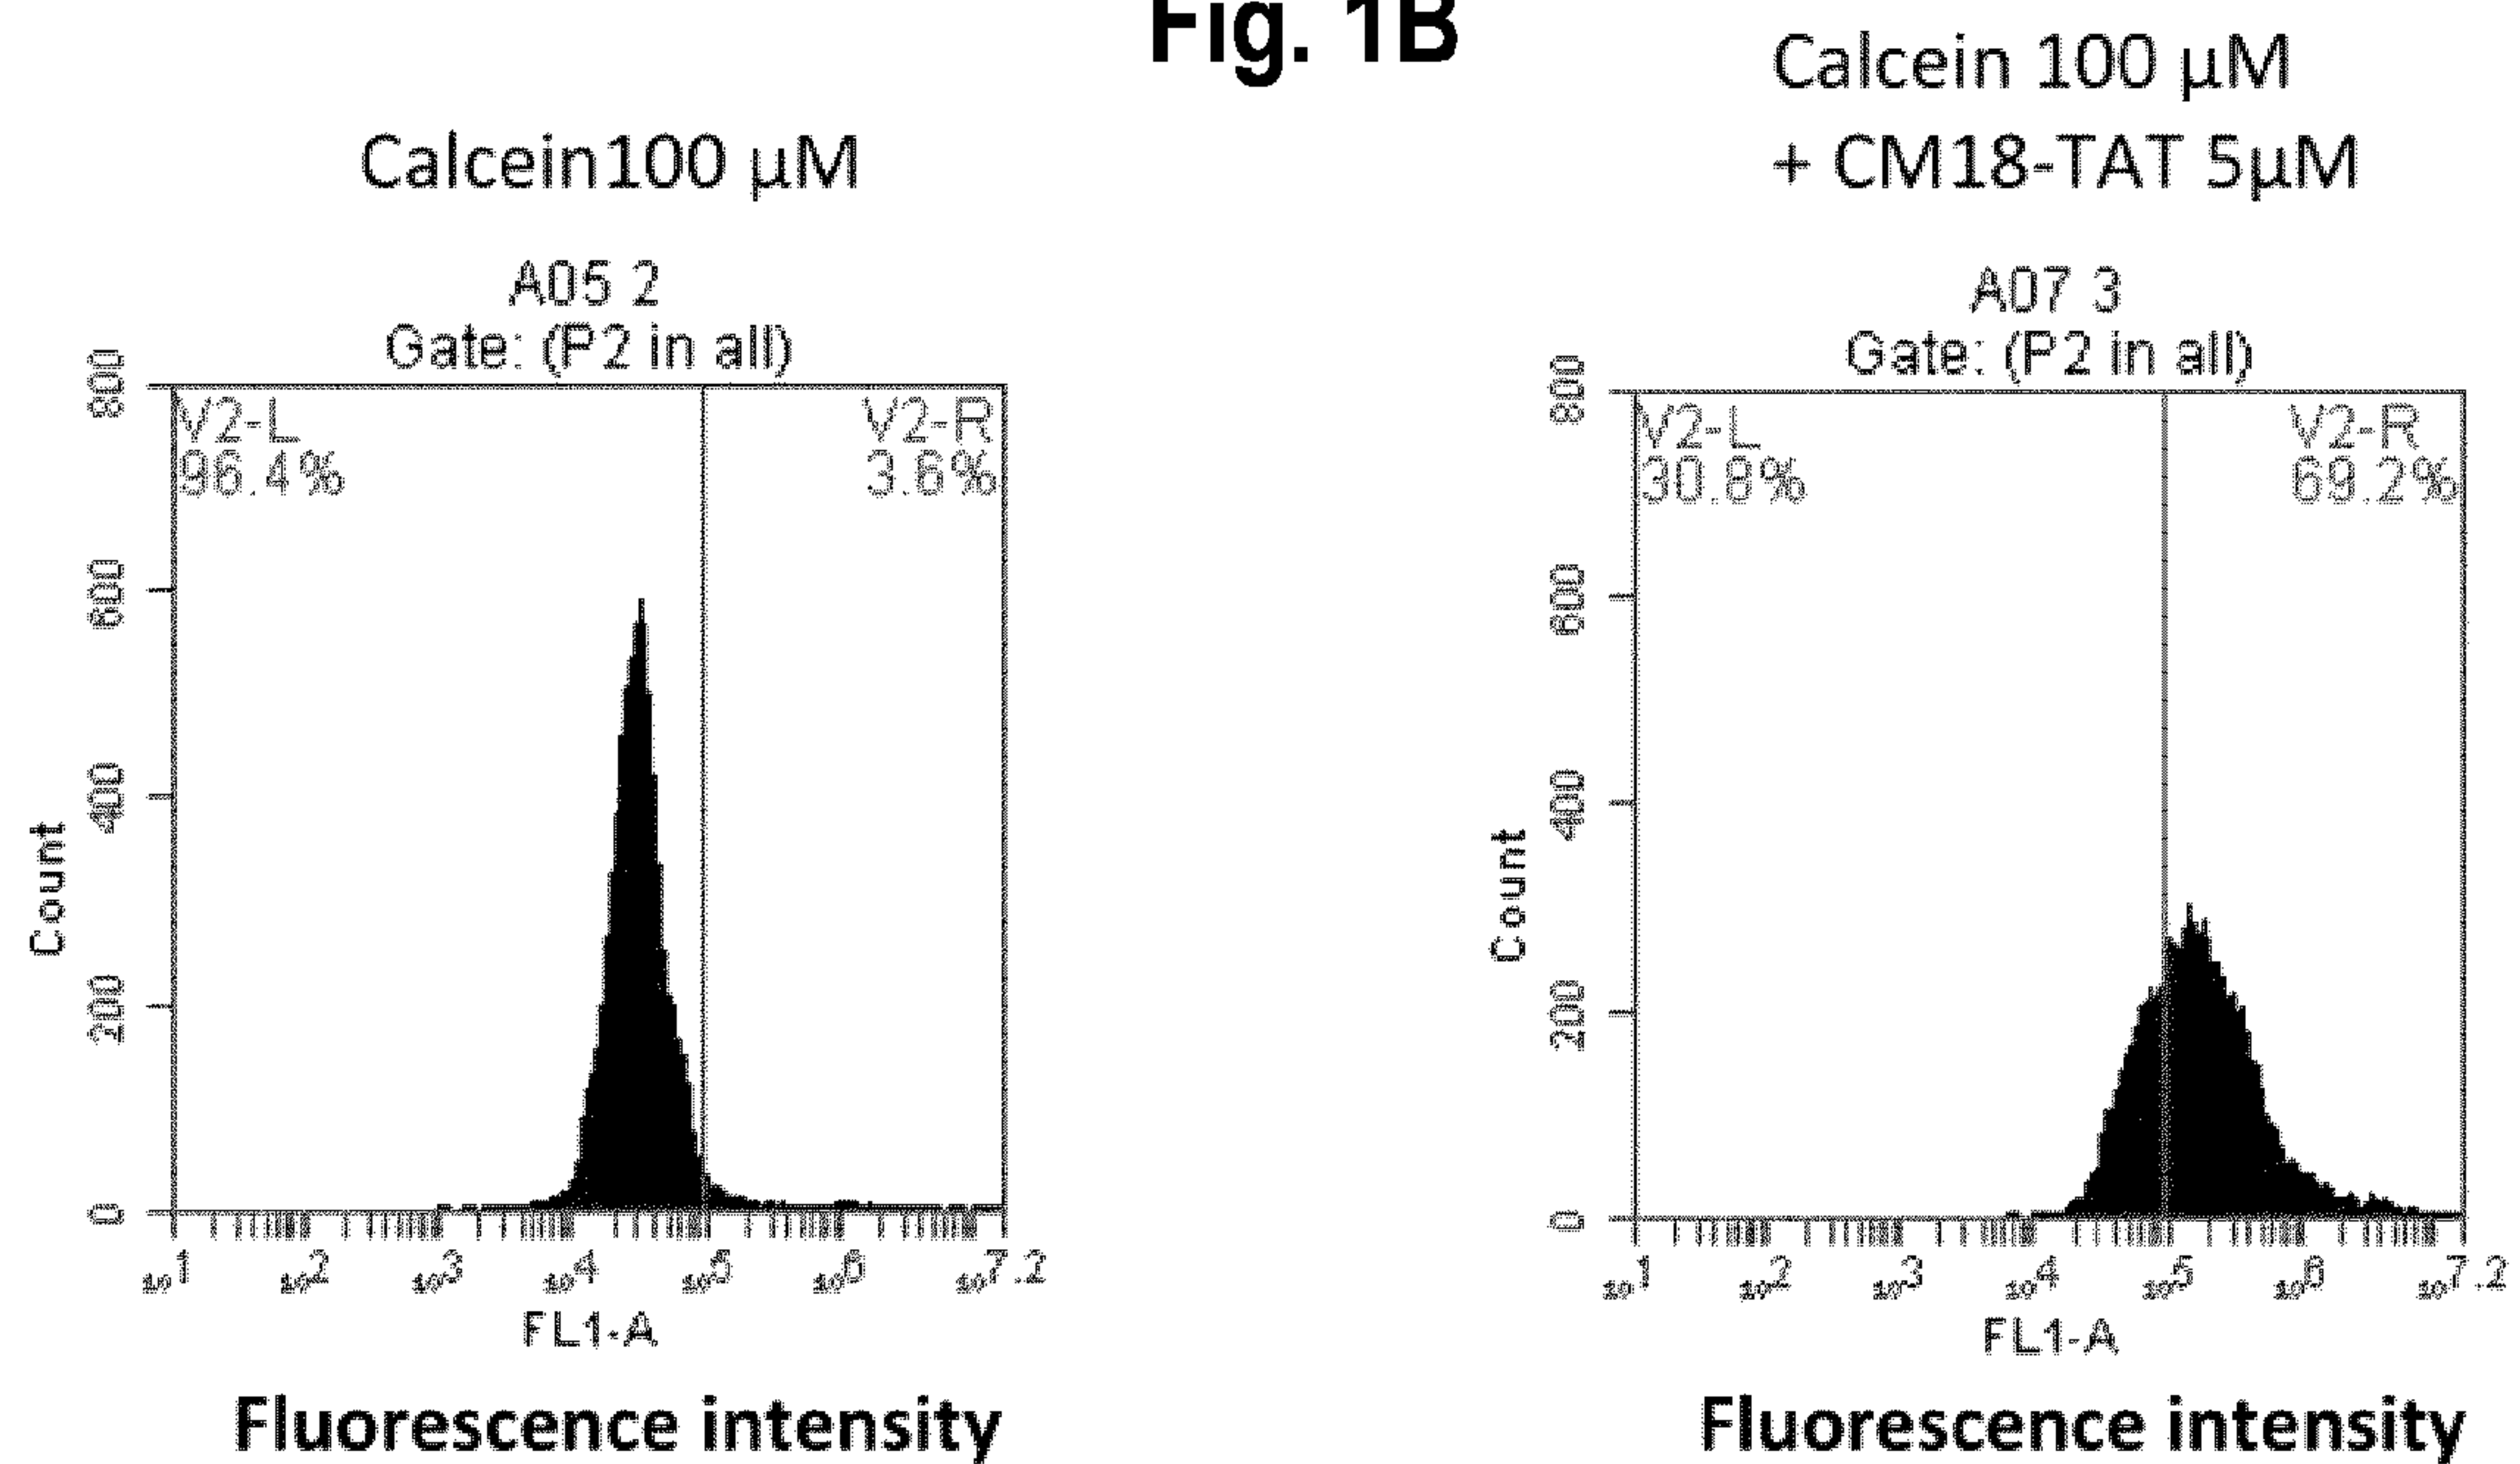 Fig. 1B
Calcein100 µM
A05 2
Gate: (P2 in all)
V2-L
96.4%
V2-R
3.6%
800
600
400
200
0
Count
10^1
10^2
10^3
10^4
10^5
10^6
10^7.2
FL1-A
Fluorescence intensity
Calcein 100 µM
+ CM18-TAT 5µM
A07 3
Gate: (P2 in all)
V2-L
30.8%
V2-R
69.2%
800
600
400
200
0
Count
10^1
10^2
10^3
10^4
10^5
10^6
10^7.2
FL1-A
Fluorescence intensity